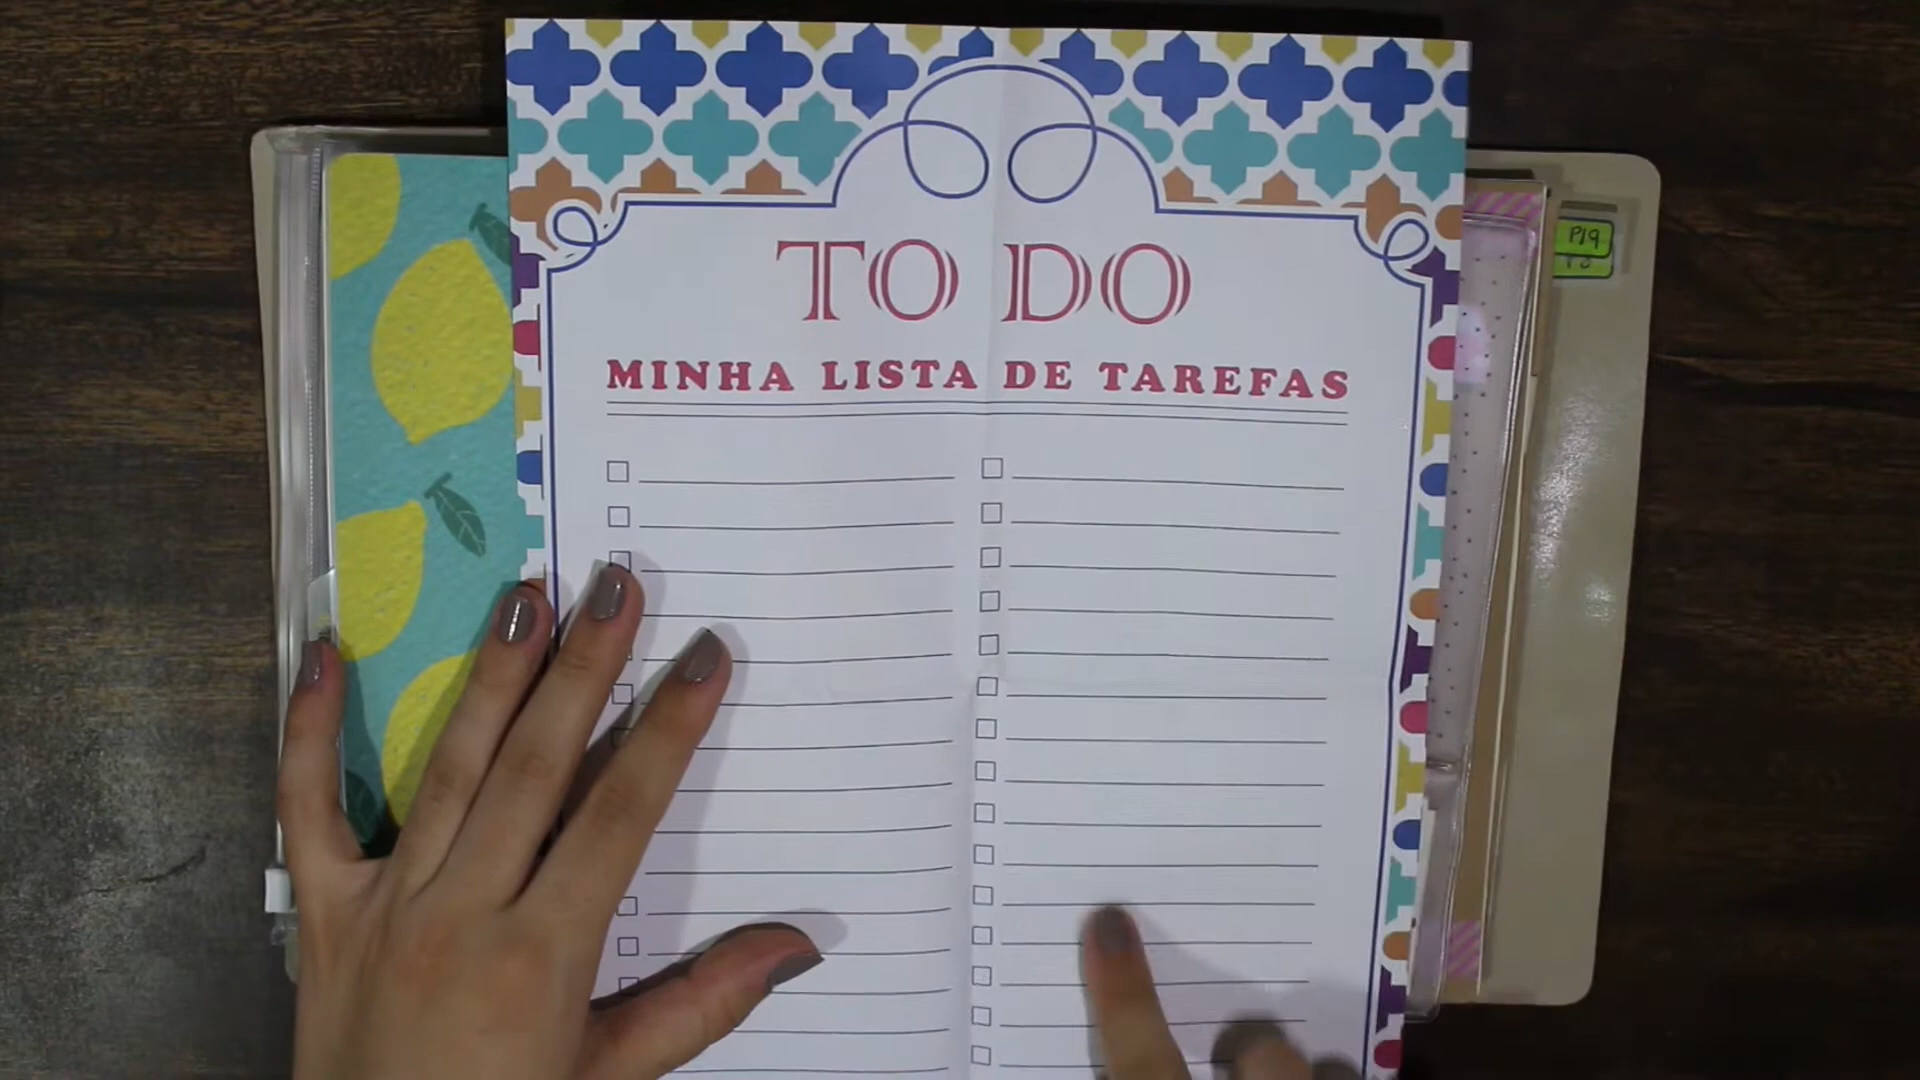 TO DO
MINHA LISTA DE TAREFAS
P19